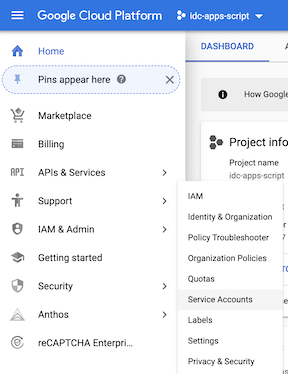 Google Cloud Platform
idc-apps-script
Home
Pins appear here
Marketplace
Billing
API APIs & Services
Support
IAM & Admin
Getting started
Security
Anthos
reCAPTCHA Enterpri...
DASHBOARD
How Google
Project info
Project name
idc-apps-script
IAM
Identity & Organization
Policy Troubleshooter
Organization Policies
Quotas
Service Accounts
Labels
Settings
Privacy & Security